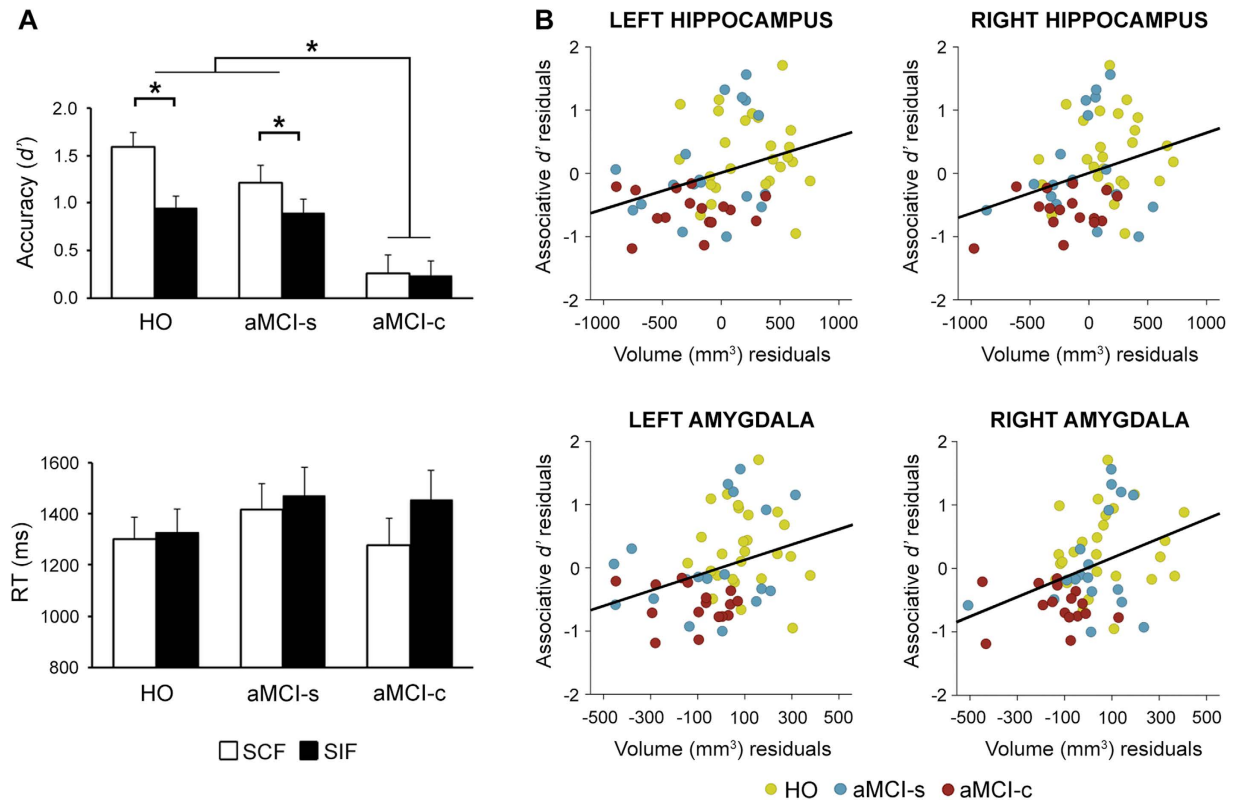 A
*
*
*
Accuracy (d’)
2.0
1.5
1.0
0.5
0.0
HO aMCI-s aMCI-c
RT (ms)
1600
1400
1200
1000
800
HO aMCI-s aMCI-c
SCF SIF
B
LEFT HIPPOCAMPUS
Associative d’ residuals
2
1
0
-1
-2
-1000 -500 0 500 1000
Volume (mm³) residuals
RIGHT HIPPOCAMPUS
Associative d’ residuals
2
1
0
-1
-2
-1000 -500 0 500 1000
Volume (mm³) residuals
LEFT AMYGDALA
Associative d’ residuals
2
1
0
-1
-2
-500 -300 -100 100 300 500
Volume (mm³) residuals
RIGHT AMYGDALA
Associative d’ residuals
2
1
0
-1
-2
-500 -300 -100 100 300 500
Volume (mm³) residuals
HO aMCI-s aMCI-c